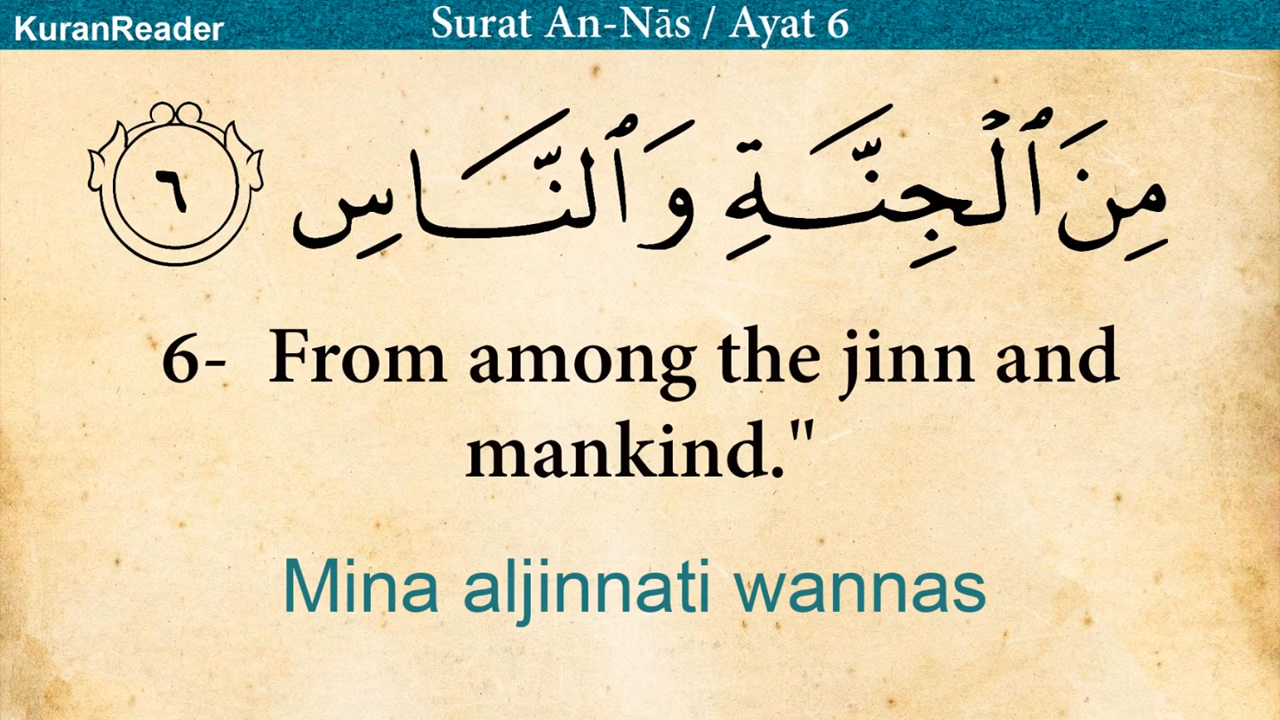 KuranReader
Surat An-Nās / Ayat 6
مِنَ ٱلْجِنَّةِ وَٱلنَّاسِ ٦
6- From among the jinn and
mankind."
Mina aljinnati wannas